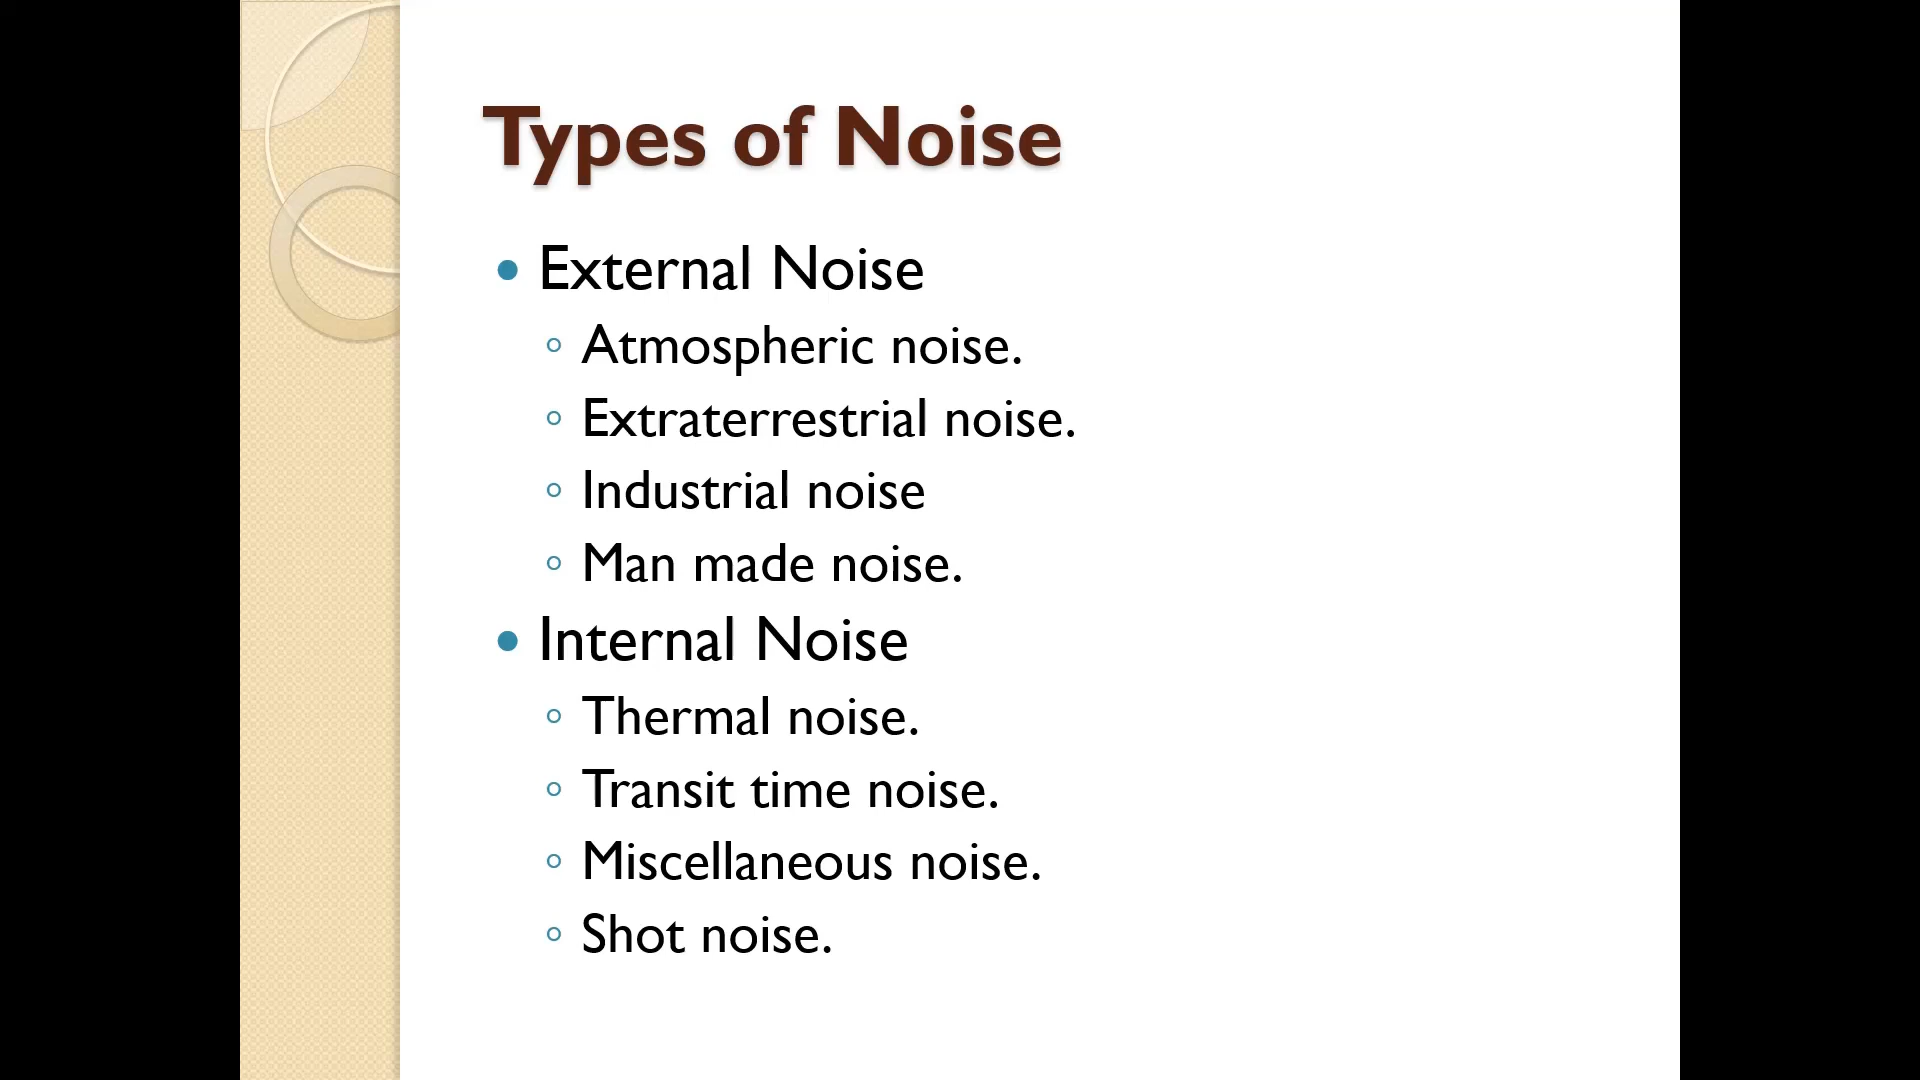 Types of Noise
External Noise
Atmospheric noise.
Extraterrestrial noise.
Industrial noise
Man made noise.
Internal Noise
Thermal noise.
Transit time noise.
Miscellaneous noise.
Shot noise.